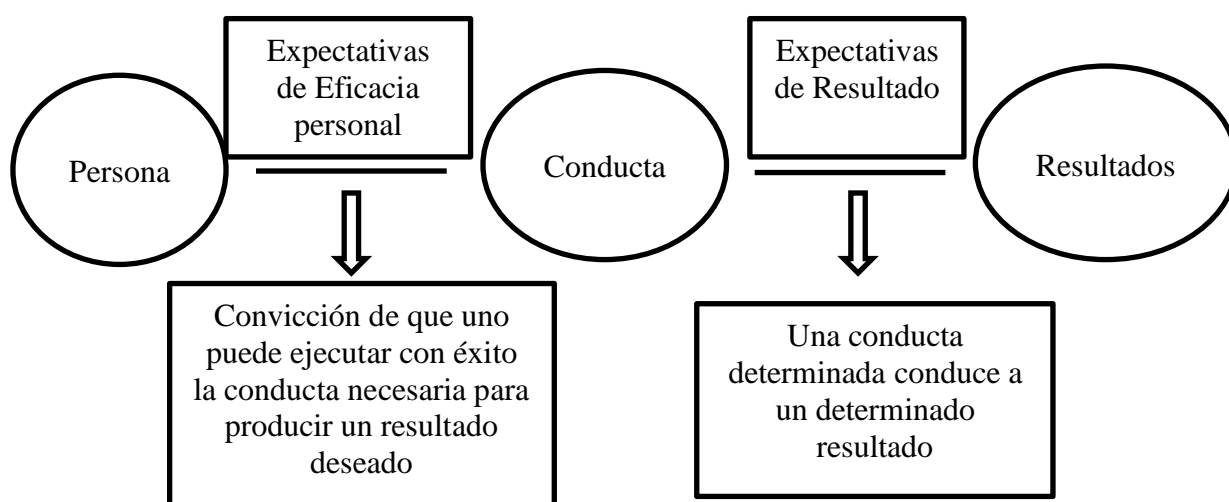 Expectativas
de Eficacia
personal
Expectativas
de Resultado
Persona
Conducta
Resultados
Convicción de que uno
puede ejecutar con éxito
la conducta necesaria para
producir un resultado
deseado
Una conducta
determinada conduce a
un determinado
resultado